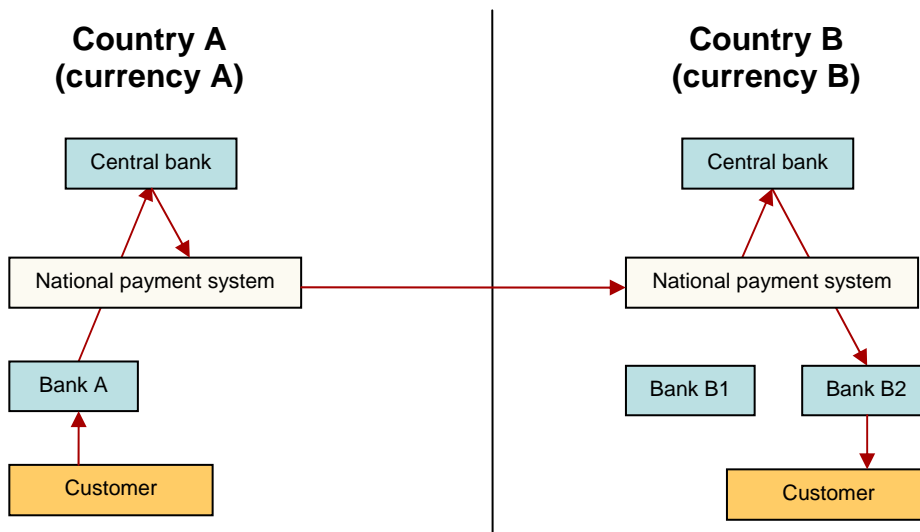 Country A
(currency A)
Country B
(currency B)
Central bank
Central bank
National payment system
National payment system
Bank A
Bank B1
Bank B2
Customer
Customer